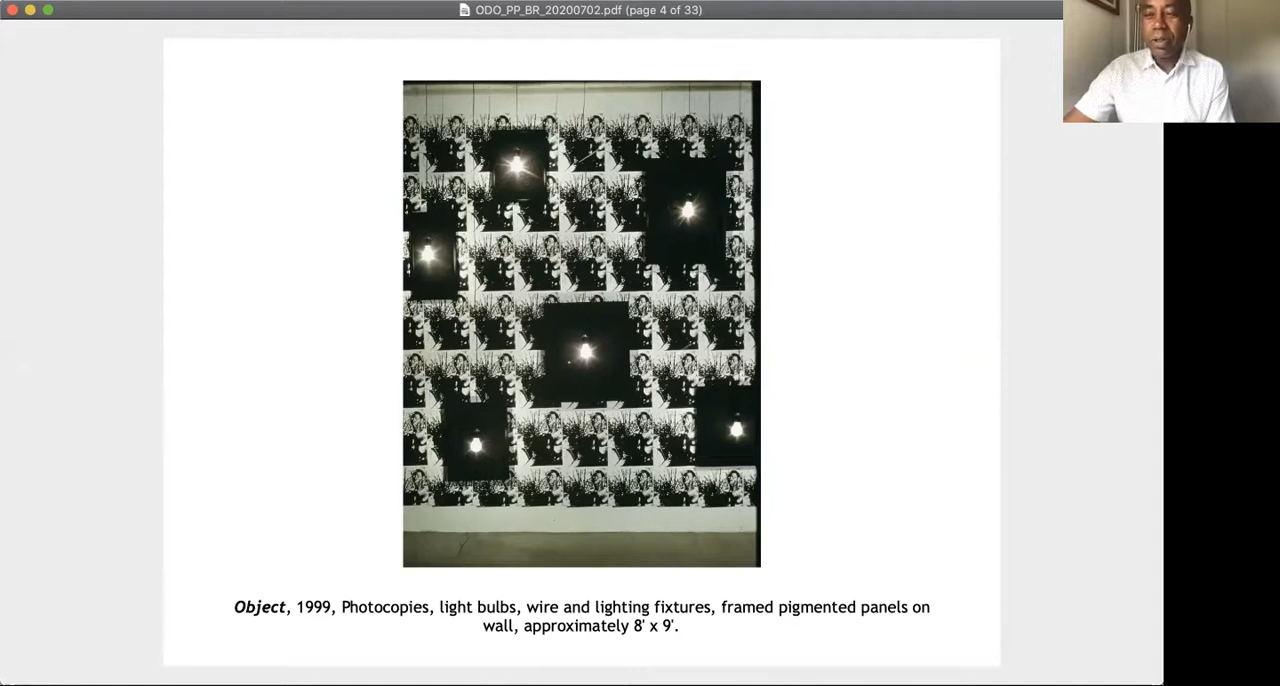 ODO_PP_BR_20200702.pdf (page 4 of 33)
Object, 1999, Photocopies, light bulbs, wire and lighting fixtures, framed pigmented panels on
wall, approximately 8' x 9'.